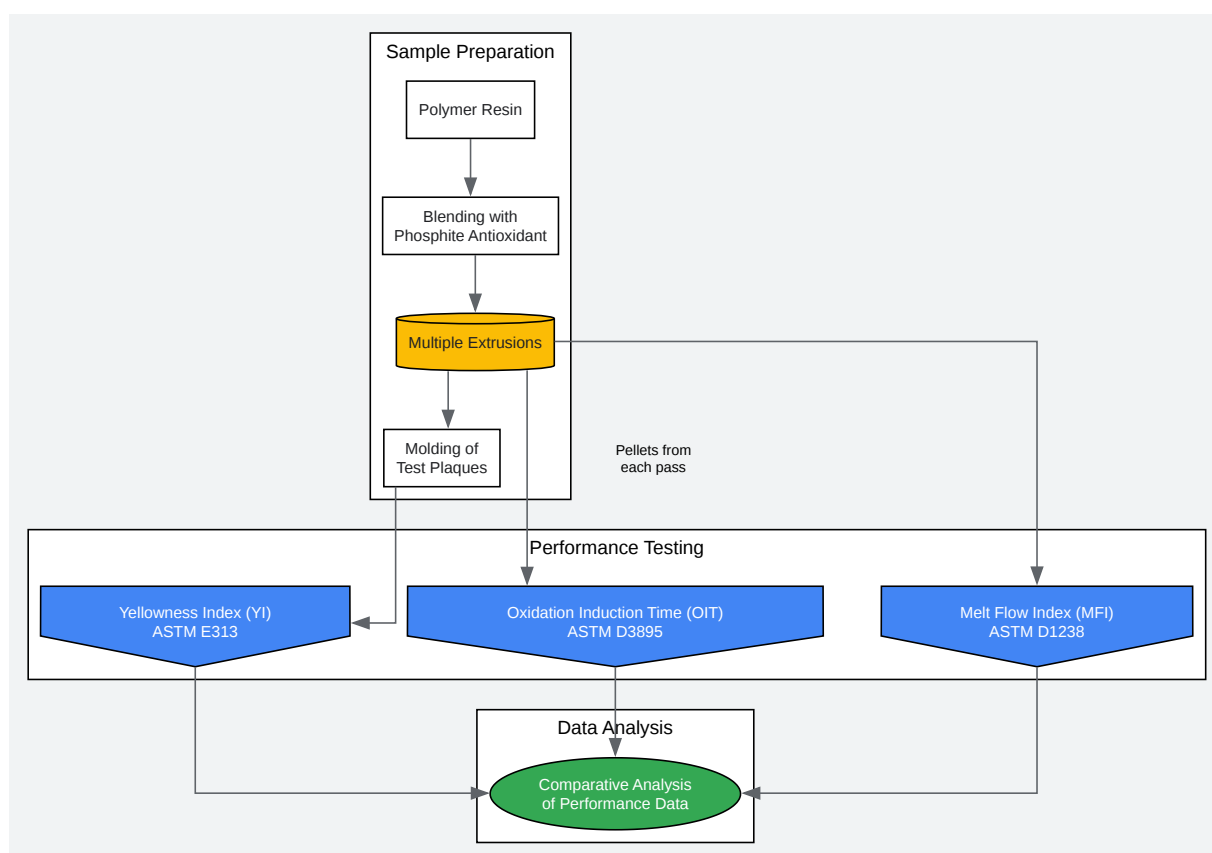 Sample Preparation
Polymer Resin
Blending with
Phosphite Antioxidant
Multiple Extrusions
Molding of
Test Plaques
Pellets from
each pass
Performance Testing
Yellowness Index (YI)
ASTM E313
Oxidation Induction Time (OIT)
ASTM D3895
Melt Flow Index (MFI)
ASTM D1238
Data Analysis
Comparative Analysis
of Performance Data